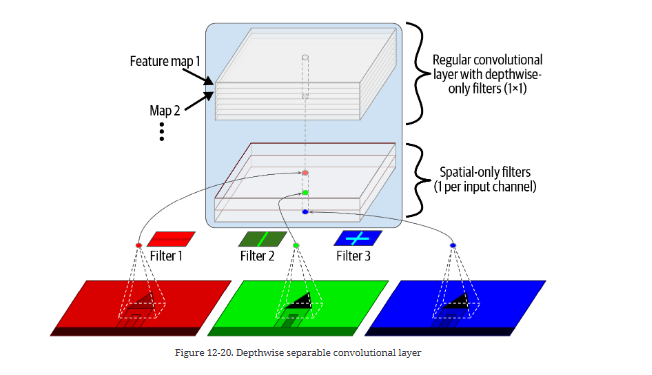 Feature map 1
Map 2
Regular convolutional
layer with depthwise-
only filters (1×1)
Spatial-only filters
(1 per input channel)
Filter 1
Filter 2
Filter 3
Figure 12-20. Depthwise separable convolutional layer